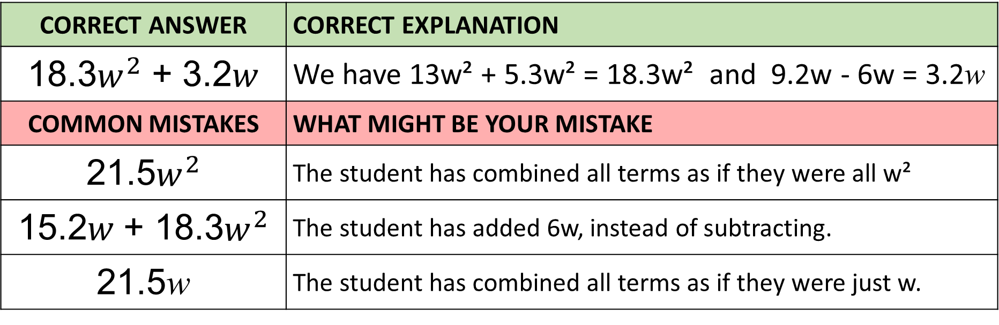 CORRECT ANSWER
CORRECT EXPLANATION
18.3w² + 3.2w
We have 13w² + 5.3w² = 18.3w² and 9.2w - 6w = 3.2w
COMMON MISTAKES
WHAT MIGHT BE YOUR MISTAKE
21.5w²
The student has combined all terms as if they were all w²
15.2w + 18.3w²
The student has added 6w, instead of subtracting.
21.5w
The student has combined all terms as if they were just w.